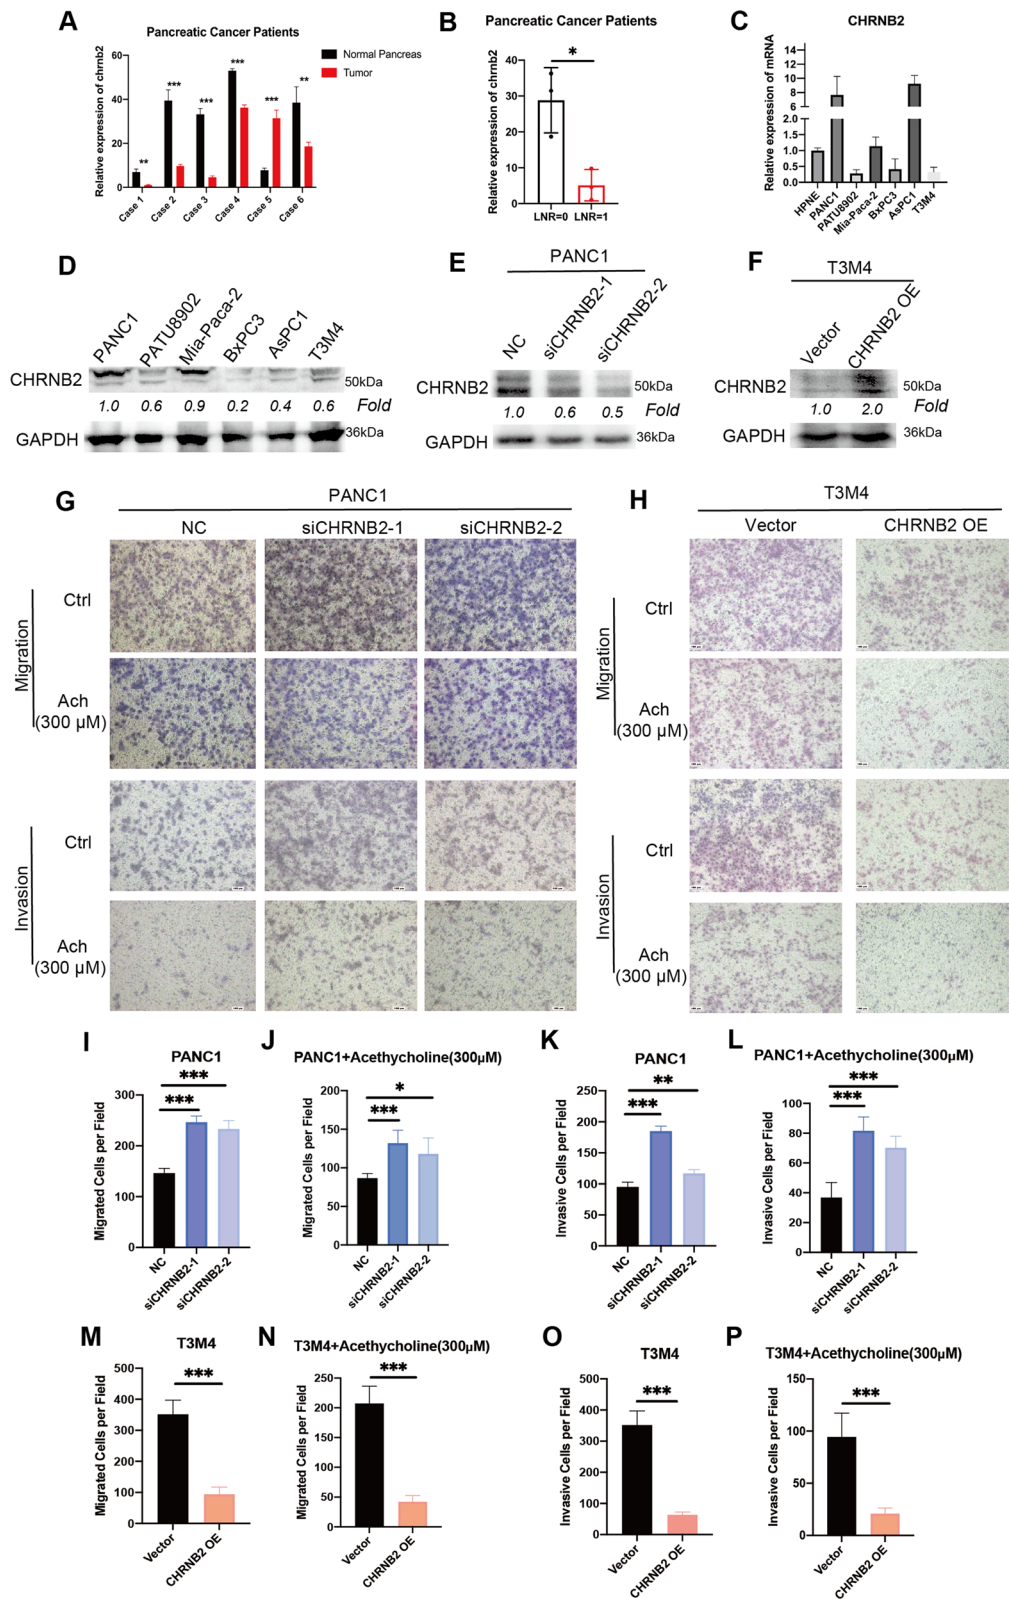 A
Pancreatic Cancer Patients
Normal Pancreas
Tumor
Relative expression of chrnb2
60
40
20
0
** *** *** *** *** **
Case 1 Case 2 Case 3 Case 4 Case 5 Case 6
B
Pancreatic Cancer Patients
Relative expression of chrnb2
*
40
30
20
10
0
LNR=0 LNR=1
C
CHRNB2
Relative expression of mRNA
14
12
10
8
6
2.0
1.5
1.0
0.5
0.0
HPNE PANC1 PATU8902 Mia-Paca-2 BxPC3 AsPC1 T3M4
D
PANC1 PATU8902 Mia-Paca-2 BxPC3 AsPC1 T3M4
CHRNB2 50kDa
1.0 0.6 0.9 0.2 0.4 0.6 Fold
GAPDH 36kDa
E
PANC1
NC siCHRNB2-1 siCHRNB2-2
CHRNB2 50kDa
1.0 0.6 0.5 Fold
GAPDH 36kDa
F
T3M4
Vector CHRNB2 OE
CHRNB2 50kDa
1.0 2.0 Fold
GAPDH 36kDa
G
PANC1
NC siCHRNB2-1 siCHRNB2-2
Migration
Ctrl
Ach
(300 µM)
Invasion
Ctrl
Ach
(300 µM)
H
T3M4
Vector CHRNB2 OE
Migration
Ctrl
Ach
(300 µM)
Invasion
Ctrl
Ach
(300 µM)
I
PANC1
Migrated Cells per Field
***
***
300
200
100
0
NC siCHRNB2-1 siCHRNB2-2
J
PANC1+Acethycholine(300µM)
Migrated Cells per Field
*
***
200
150
100
50
0
NC siCHRNB2-1 siCHRNB2-2
K
PANC1
Invasive Cells per Field
**
***
250
200
150
100
50
0
NC siCHRNB2-1 siCHRNB2-2
L
PANC1+Acethycholine(300µM)
Invasive Cells per Field
***
***
100
80
60
40
20
0
NC siCHRNB2-1 siCHRNB2-2
M
T3M4
Migrated Cells per Field
***
500
400
300
200
100
0
Vector CHRNB2 OE
N
T3M4+Acethycholine(300µM)
Migrated Cells per Field
***
250
200
150
100
50
0
Vector CHRNB2 OE
O
T3M4
Invasive Cells per Field
***
500
400
300
200
100
0
Vector CHRNB2 OE
P
T3M4+Acethycholine(300µM)
Invasive Cells per Field
***
150
100
50
0
Vector CHRNB2 OE